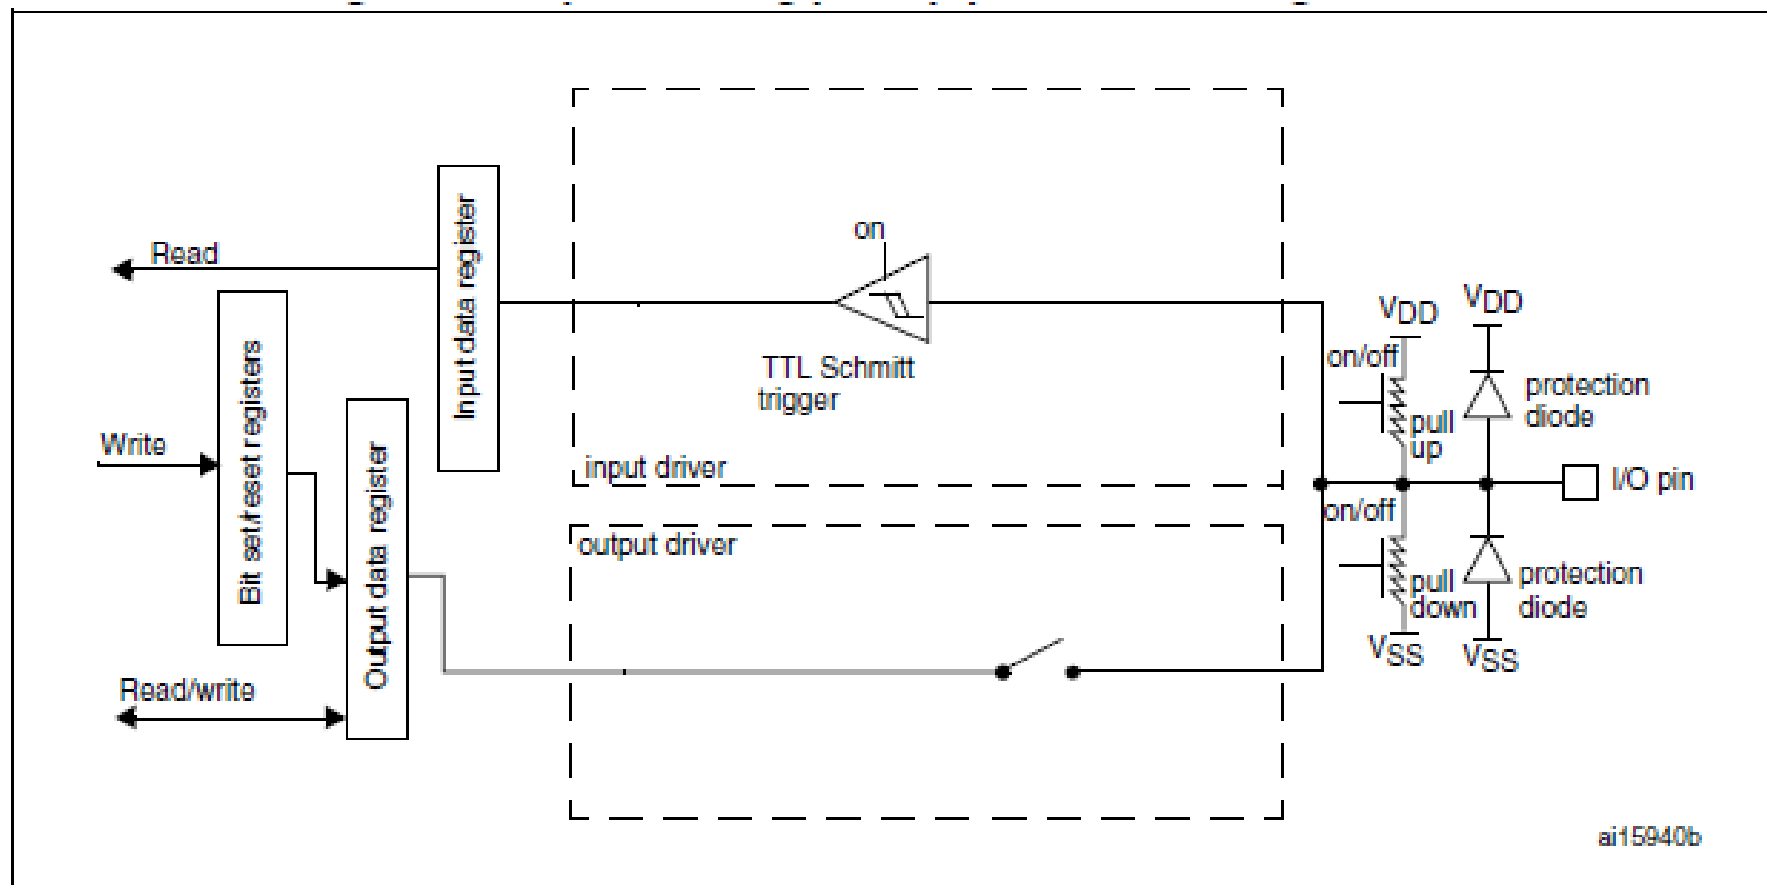 on
Read
Input data register
VDD
VDD
on/off
TTL Schmitt
trigger
protection
diode
pull
up
Bit set/reset registers
Write
Output data register
input driver
I/O pin
on/off
output driver
protection
diode
pull
down
VSS
VSS
Read/write
ai15940b